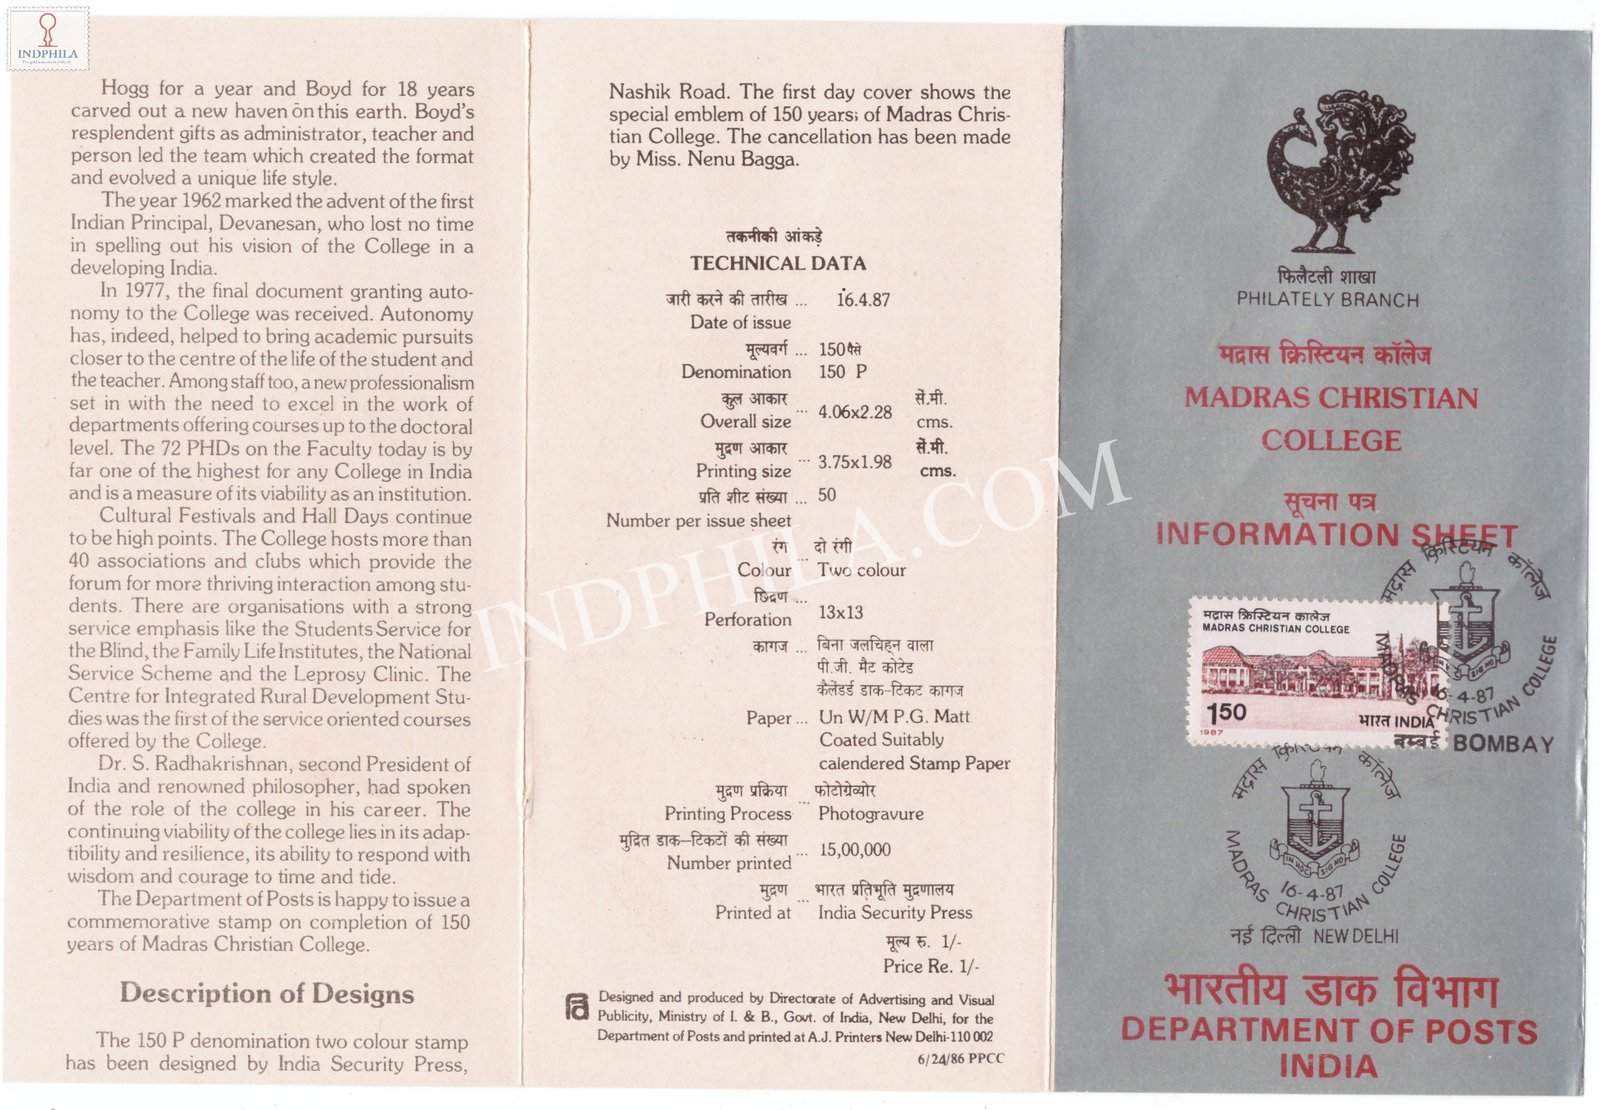 INDPHILA
Hogg for a year and Boyd for 18 years
carved out a new haven on this earth. Boyd's
resplendent gifts as administrator, teacher and
person led the team which created the format
and evolved a unique life style.
The year 1962 marked the advent of the first
Indian Principal, Devanesan, who lost no time
in spelling out his vision of the College in a
developing India.
In 1977, the final document granting auto-
nomy to the College was received. Autonomy
has, indeed, helped to bring academic pursuits
closer to the centre of the life of the student and
the teacher. Among staff too, a new professionalism
set in with the need to excel in the work of
departments offering courses up to the doctoral
level. The 72 PHDs on the Faculty today is by
far one of the highest for any College in India
and is a measure of its viability as an institution.
Cultural Festivals and Hall Days continue
to be high points. The College hosts more than
40 associations and clubs which provide the
forum for more thriving interaction among stu-
dents. There are organisations with a strong
service emphasis like the Students Service for
the Blind, the Family Life Institutes, the National
Service Scheme and the Leprosy Clinic. The
Centre for Integrated Rural Development Stu-
dies was the first of the service oriented courses
offered by the College.
Dr. S. Radhakrishnan, second President of
India and renowned philosopher, had spoken
of the role of the college in his career. The
continuing viability of the college lies in its adap-
tibility and resilience, its ability to respond with
wisdom and courage to time and tide.
The Department of Posts is happy to issue a
commemorative stamp on completion of 150
years of Madras Christian College.
Description of Designs
The 150 P denomination two colour stamp
has been designed by India Security Press,
Nashik Road. The first day cover shows the
special emblem of 150 years; of Madras Chris-
tian College. The cancellation has been made
by Miss. Nenu Bagga.
तकनीकी आंकड़े
TECHNICAL DATA
जारी करने की तारीख ... 16.4.87
Date of issue
मूल्यवर्ग ... 150 पैसे
Denomination 150 P
कुल आकार सें.मी.
Overall size ... 4.06x2.28 cms.
मुद्रण आकार सें.मी.
Printing size ... 3.75x1.98 cms.
प्रति शीट संख्या ... 50
Number per issue sheet
रंग ... दो रंगी
Colour Two colour
छिद्रण ...
Perforation 13x13
कागज ... बिना जलचिहन वाला
पी.जी. मैट कोटेड
कैलेंडर्ड डाक-टिकट कागज
Paper ... Un W/M P.G. Matt
Coated Suitably
calendered Stamp Paper
मुद्रण प्रक्रिया ... फोटोग्रेव्योर
Printing Process Photogravure
मुद्रित डाक-टिकटों की संख्या
Number printed ... 15,00,000
मुद्रण ... भारत प्रतिभूति मुद्रणालय
Printed at India Security Press
मूल्य रु. 1/-
Price Re. 1/-
Designed and produced by Directorate of Advertising and Visual
Publicity, Ministry of I. & B., Govt. of India, New Delhi, for the
Department of Posts and printed at A.J. Printers New Delhi-110 002
6/24/86 PPCC
फिलैटली शाखा
PHILATELY BRANCH
मद्रास क्रिस्टियन कॉलेज
MADRAS CHRISTIAN
COLLEGE
सूचना पत्र
INFORMATION SHEET
मद्रास क्रिस्टियन कालेज
MADRAS CHRISTIAN COLLEGE
150
भारत INDIA
1987
मद्रास क्रिस्टियन कॉलेज
16-4-87
MADRAS CHRISTIAN COLLEGE
बम्बई BOMBAY
मद्रास क्रिस्टियन कॉलेज
IN HOC SIGNO
16-4-87
MADRAS CHRISTIAN COLLEGE
नई दिल्ली NEW DELHI
भारतीय डाक विभाग
DEPARTMENT OF POSTS
INDIA
INDPHILA.COM